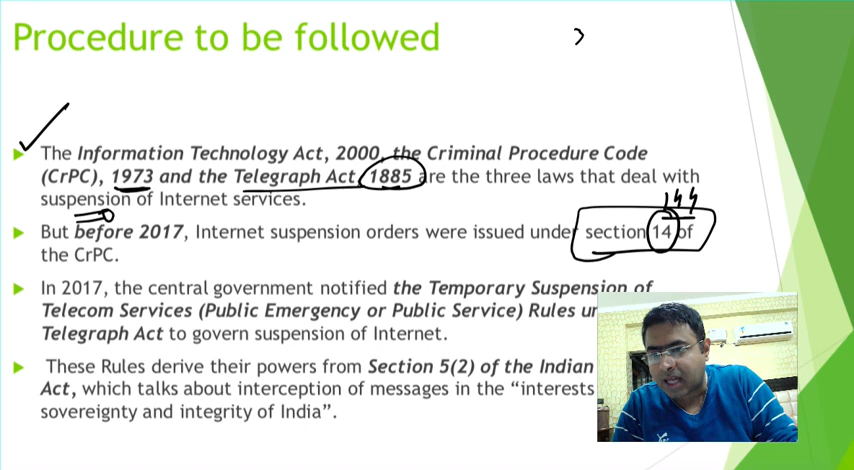 Procedure to be followed
The Information Technology Act, 2000, the Criminal Procedure Code
(CrPC), 1973 and the Telegraph Act, 1885 are the three laws that deal with
suspension of Internet services.
144
But before 2017, Internet suspension orders were issued under section 14 of
the CrPC.
In 2017, the central government notified the Temporary Suspension of
Telecom Services (Public Emergency or Public Service) Rules un
Telegraph Act to govern suspension of Internet.
These Rules derive their powers from Section 5(2) of the Indian
Act, which talks about interception of messages in the “interests
sovereignty and integrity of India”.